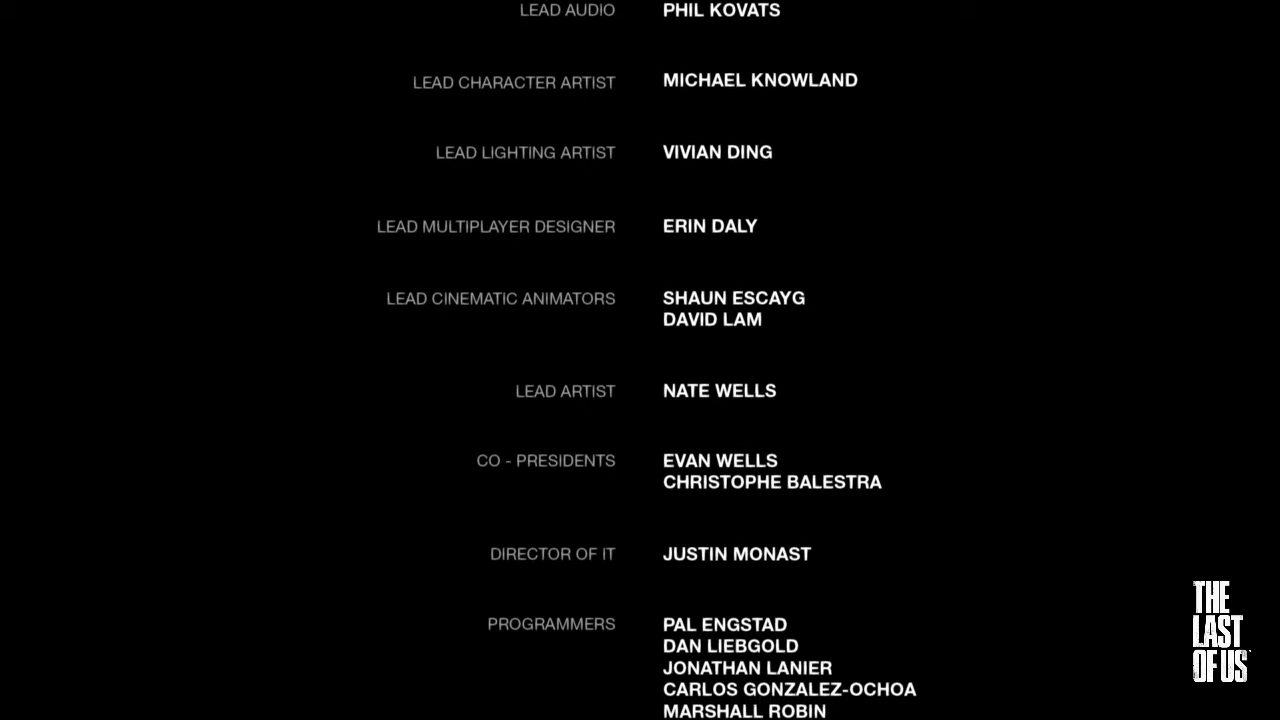 LEAD AUDIO PHIL KOVATS
LEAD CHARACTER ARTIST MICHAEL KNOWLAND
LEAD LIGHTING ARTIST VIVIAN DING
LEAD MULTIPLAYER DESIGNER ERIN DALY
LEAD CINEMATIC ANIMATORS SHAUN ESCAYG
DAVID LAM
LEAD ARTIST NATE WELLS
CO - PRESIDENTS EVAN WELLS
CHRISTOPHE BALESTRA
DIRECTOR OF IT JUSTIN MONAST
PROGRAMMERS PAL ENGSTAD
DAN LIEBGOLD
JONATHAN LANIER
CARLOS GONZALEZ-OCHOA
MARSHALL ROBIN
THE
LAST
OF US